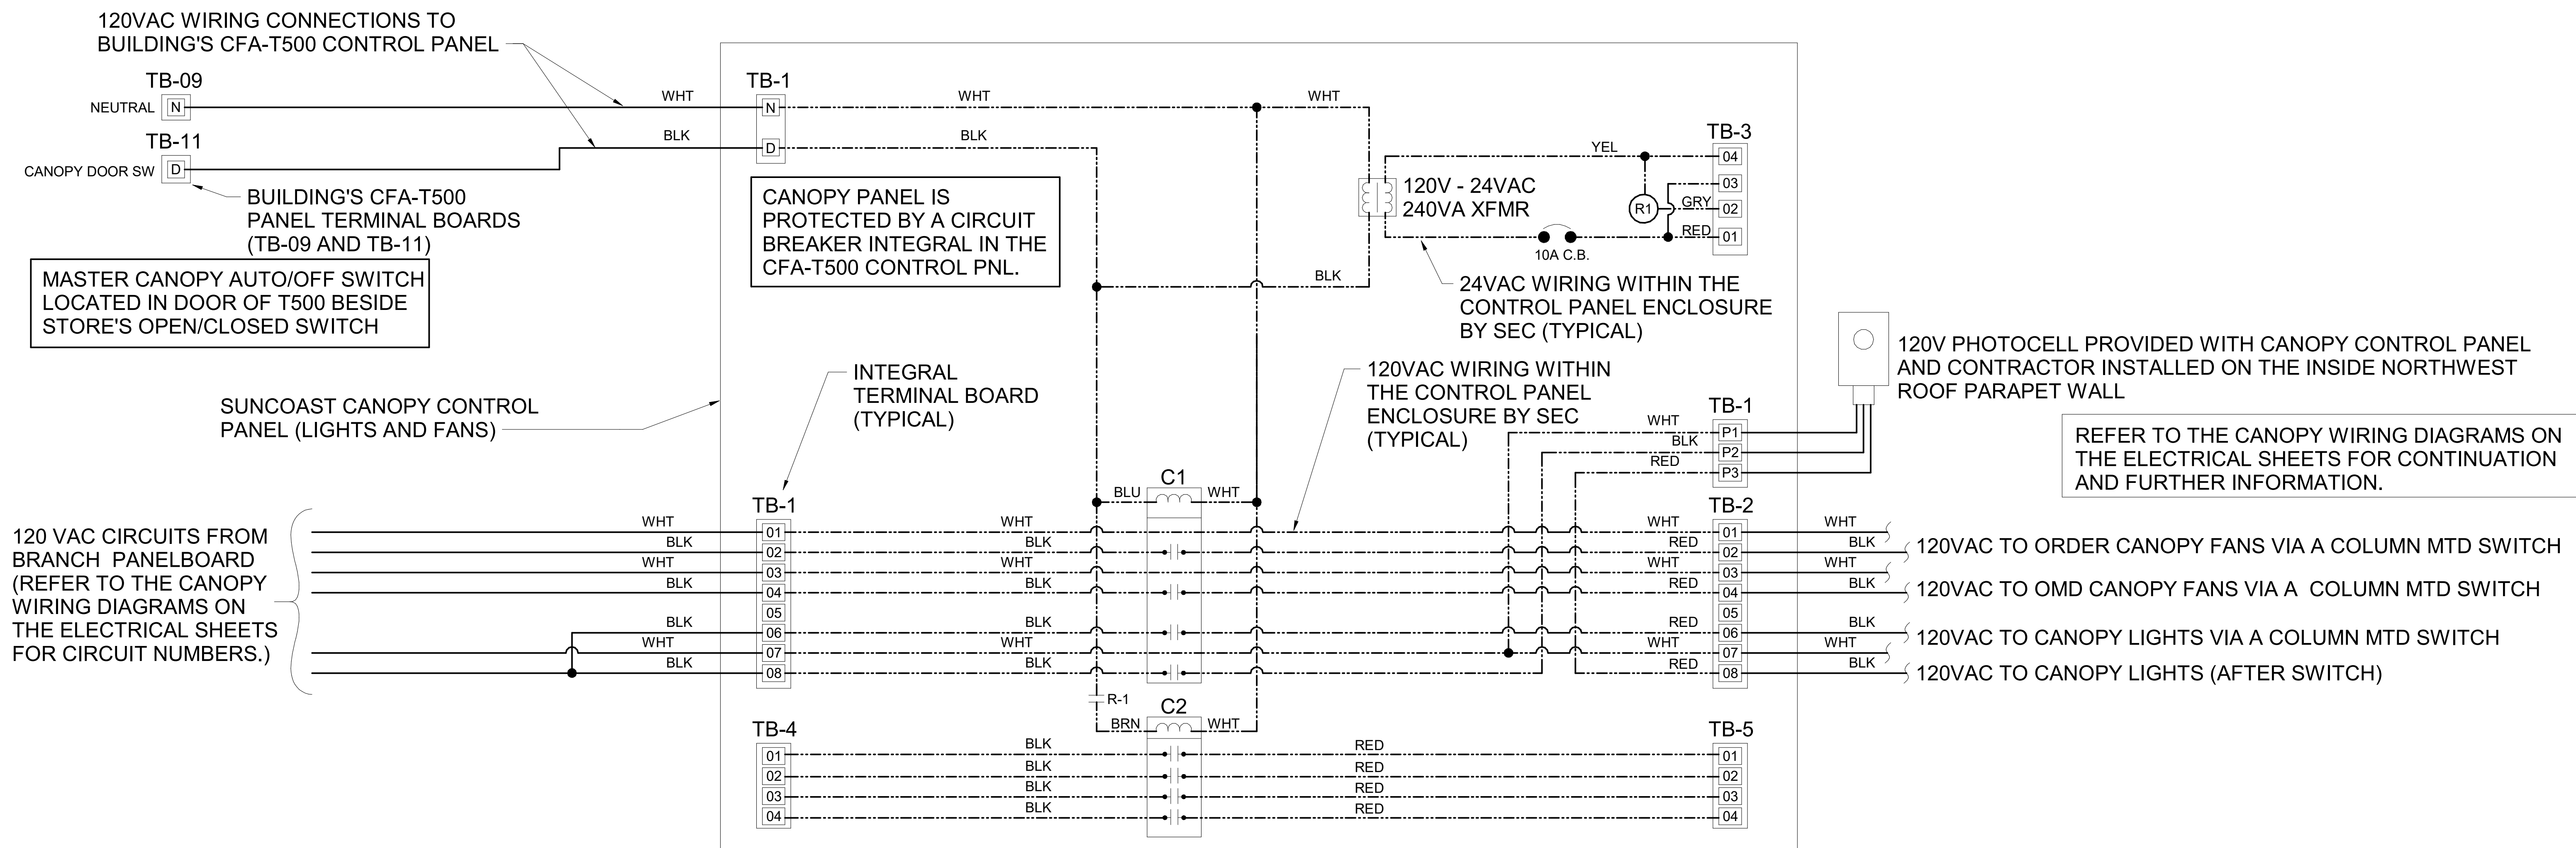 120VAC WIRING CONNECTIONS TO
BUILDING'S CFA-T500 CONTROL PANEL
TB-09
NEUTRAL N
WHT
TB-11
CANOPY DOOR SW D
BLK
BUILDING'S CFA-T500
PANEL TERMINAL BOARDS
(TB-09 AND TB-11)
MASTER CANOPY AUTO/OFF SWITCH
LOCATED IN DOOR OF T500 BESIDE
STORE'S OPEN/CLOSED SWITCH
TB-1
N
D
WHT
BLK
WHT
CANOPY PANEL IS
PROTECTED BY A CIRCUIT
BREAKER INTEGRAL IN THE
CFA-T500 CONTROL PNL.
BLK
120V - 24VAC
240VA XFMR
YEL
R1
GRY
RED
10A C.B.
TB-3
04
03
02
01
24VAC WIRING WITHIN THE
CONTROL PANEL ENCLOSURE
BY SEC (TYPICAL)
120V PHOTOCELL PROVIDED WITH CANOPY CONTROL PANEL
AND CONTRACTOR INSTALLED ON THE INSIDE NORTHWEST
ROOF PARAPET WALL
REFER TO THE CANOPY WIRING DIAGRAMS ON
THE ELECTRICAL SHEETS FOR CONTINUATION
AND FURTHER INFORMATION.
SUNCOAST CANOPY CONTROL
PANEL (LIGHTS AND FANS)
INTEGRAL
TERMINAL BOARD
(TYPICAL)
120VAC WIRING WITHIN
THE CONTROL PANEL
ENCLOSURE BY SEC
(TYPICAL)
TB-1
WHT P1
BLK P2
RED P3
120 VAC CIRCUITS FROM
BRANCH PANELBOARD
(REFER TO THE CANOPY
WIRING DIAGRAMS ON
THE ELECTRICAL SHEETS
FOR CIRCUIT NUMBERS.)
C1
BLU WHT
TB-1
TB-2
WHT 01 WHT WHT 01 WHT
BLK 02 BLK RED 02 BLK
WHT 03 WHT WHT 03 WHT
BLK 04 BLK RED 04 BLK
05 05
BLK 06 BLK RED 06 BLK
WHT 07 WHT WHT 07 WHT
BLK 08 BLK RED 08 BLK
120VAC TO ORDER CANOPY FANS VIA A COLUMN MTD SWITCH
120VAC TO OMD CANOPY FANS VIA A COLUMN MTD SWITCH
120VAC TO CANOPY LIGHTS VIA A COLUMN MTD SWITCH
120VAC TO CANOPY LIGHTS (AFTER SWITCH)
R-1
C2
BRN WHT
TB-4
TB-5
01 BLK RED 01
02 BLK RED 02
03 BLK RED 03
04 BLK RED 04